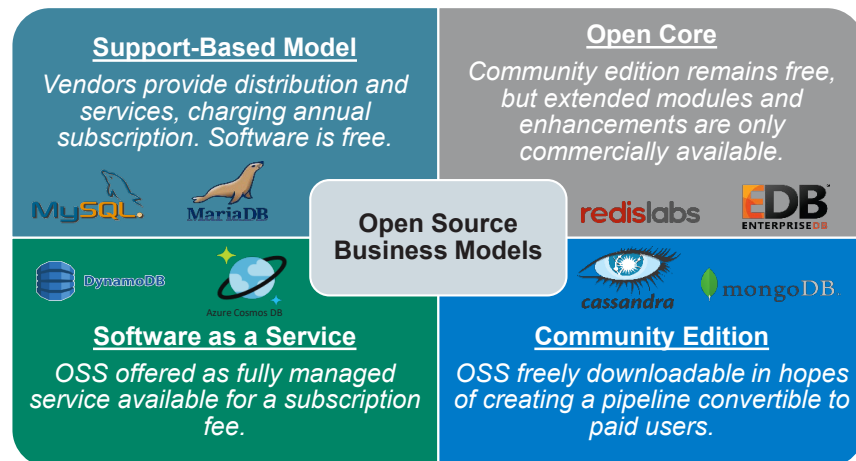 Support-Based Model
Vendors provide distribution and
services, charging annual
subscription. Software is free.
MySQL.
MariaDB
Open Core
Community edition remains free,
but extended modules and
enhancements are only
commercially available.
redislabs
EDB™
ENTERPRISEDB
Open Source
Business Models
DynamoDB
Azure Cosmos DB
Software as a Service
OSS offered as fully managed
service available for a subscription
fee.
cassandra
mongoDB.
Community Edition
OSS freely downloadable in hopes
of creating a pipeline convertible to
paid users.